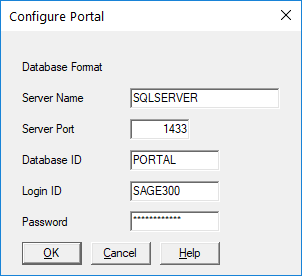 Configure Portal
Database Format
Server Name SQLSERVER
Server Port 1433
Database ID PORTAL
Login ID SAGE300
Password ************
OK Cancel Help